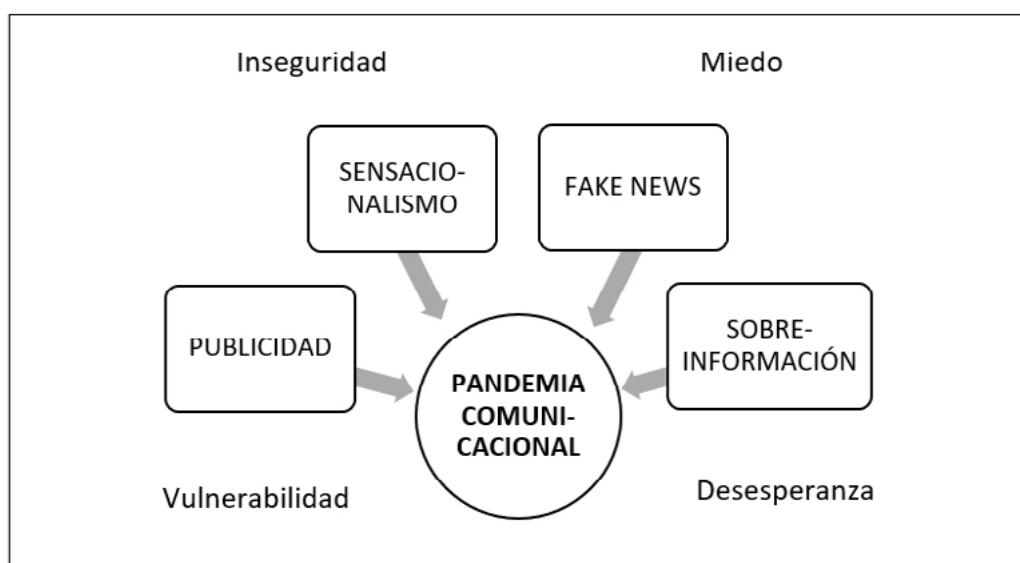 Inseguridad
Miedo
SENSACIO-
NALISMO
FAKE NEWS
PUBLICIDAD
SOBRE-
INFORMACIÓN
PANDEMIA
COMUNI-
CACIONAL
Vulnerabilidad
Desesperanza